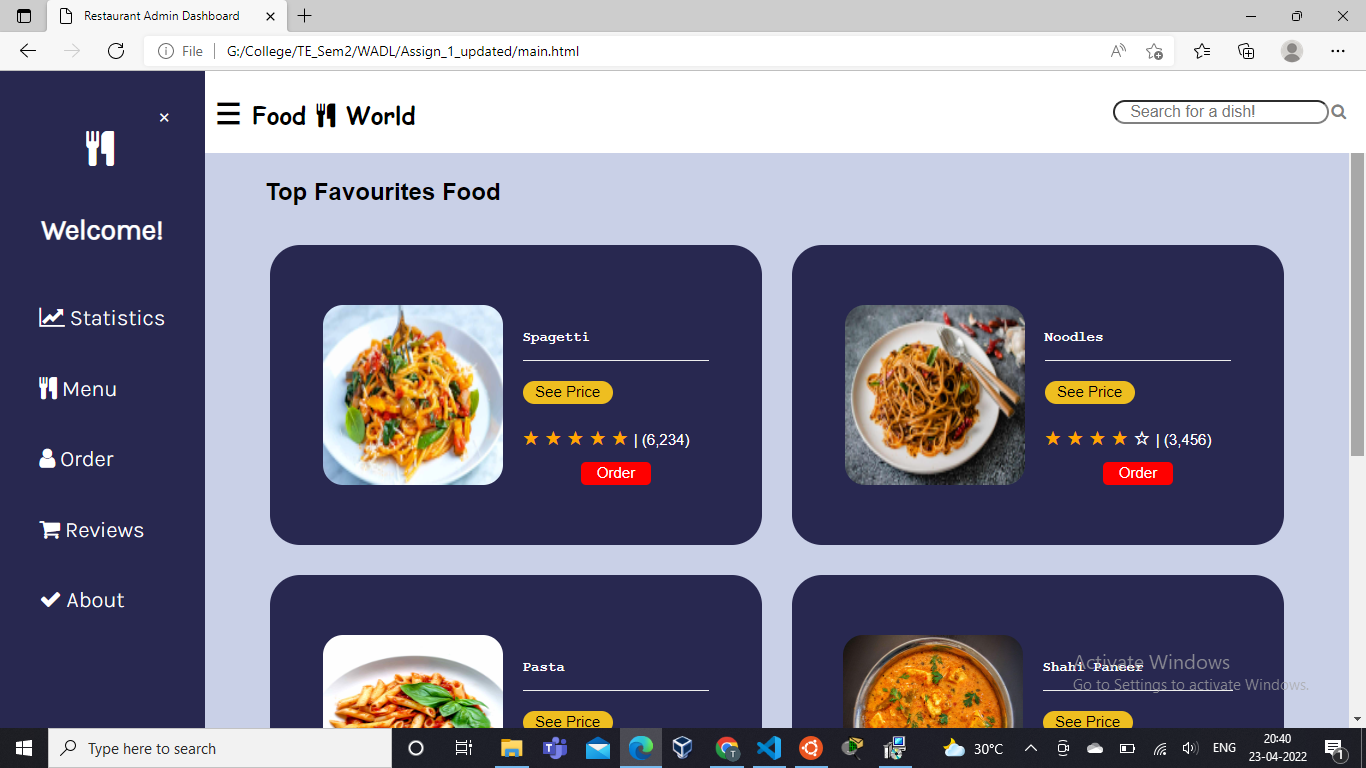 Restaurant Admin Dashboard
File
G:/College/TE_Sem2/WADL/Assign_1_updated/main.html
×
☰ Food World
Search for a dish!
Welcome!
Statistics
Menu
Order
Reviews
About
Top Favourites Food
Spagetti
See Price
★ ★ ★ ★ ★ | (6,234)
Order
Noodles
See Price
★ ★ ★ ★ ☆ | (3,456)
Order
Pasta
See Price
Shahi Paneer
See Price
Activate Windows
Go to Settings to activate Windows.
Type here to search
30°C
ENG
20:40
23-04-2022
1